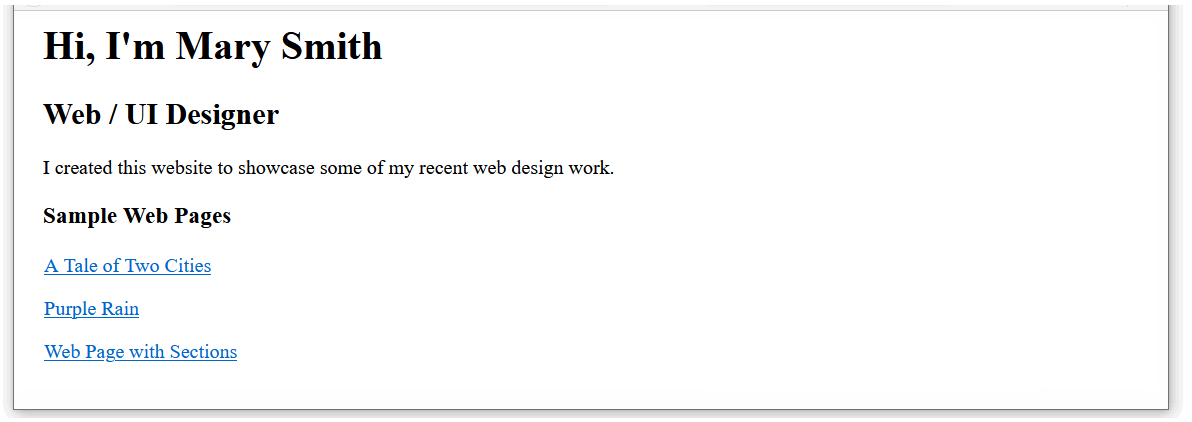 Hi, I'm Mary Smith
Web / UI Designer
I created this website to showcase some of my recent web design work.
Sample Web Pages
A Tale of Two Cities
Purple Rain
Web Page with Sections